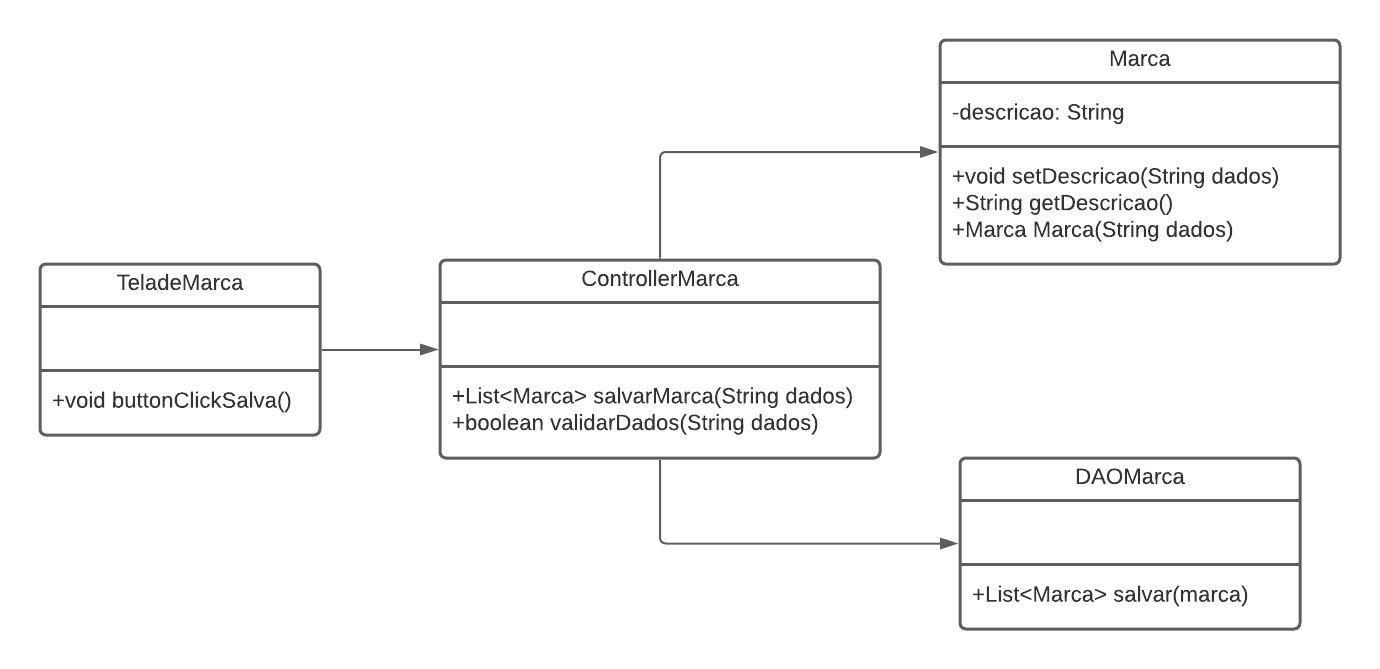 Marca
-descricao: String
+void setDescricao(String dados)
+String getDescricao()
+Marca Marca(String dados)
TeladeMarca
+void buttonClickSalva()
ControllerMarca
+List<Marca> salvarMarca(String dados)
+boolean validarDados(String dados)
DAOMarca
+List<Marca> salvar(marca)